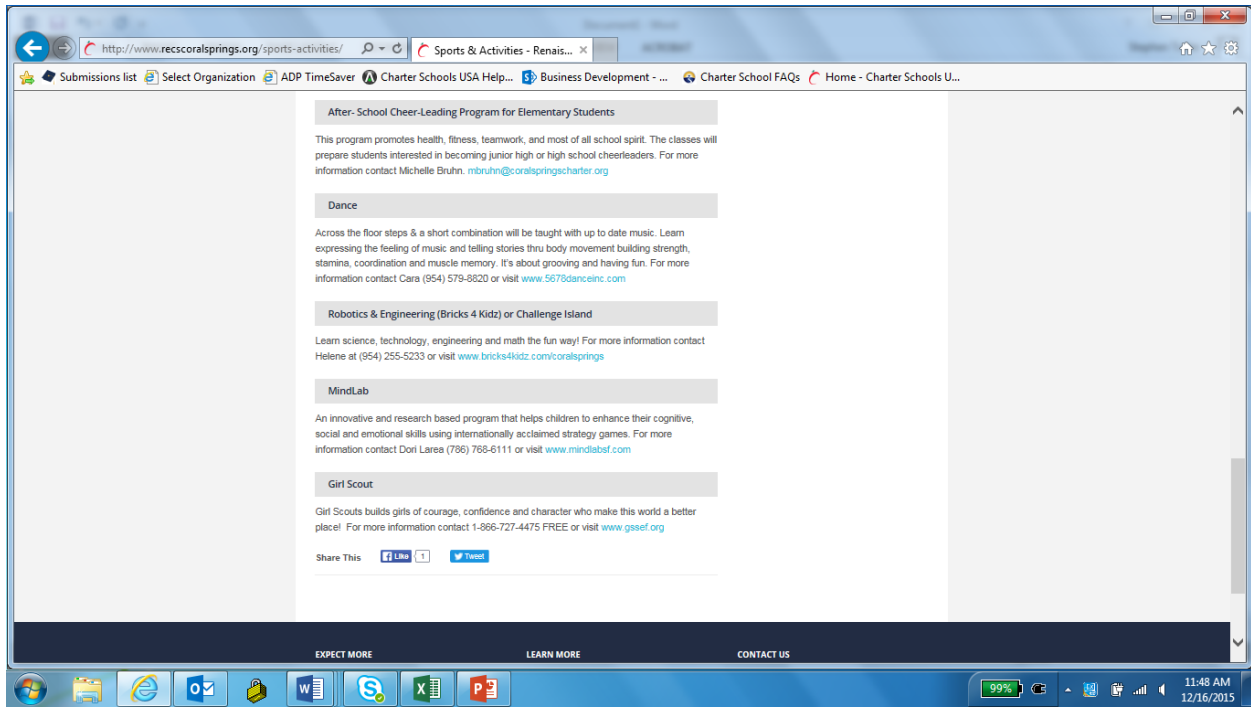 http://www.recscoralsprings.org/sports-activities/
Sports & Activities - Renais...
Submissions list
Select Organization
ADP TimeSaver
Charter Schools USA Help...
Business Development - ...
Charter School FAQs
Home - Charter Schools U...
After- School Cheer-Leading Program for Elementary Students
This program promotes health, fitness, teamwork, and most of all school spirit. The classes will
prepare students interested in becoming junior high or high school cheerleaders. For more
information contact Michelle Bruhn. mbruhn@coralspringscharter.org
Dance
Across the floor steps & a short combination will be taught with up to date music. Learn
expressing the feeling of music and telling stories thru body movement building strength,
stamina, coordination and muscle memory. It's about grooving and having fun. For more
information contact Cara (954) 579-8820 or visit www.5678danceinc.com
Robotics & Engineering (Bricks 4 Kidz) or Challenge Island
Learn science, technology, engineering and math the fun way! For more information contact
Helene at (954) 255-5233 or visit www.bricks4kidz.com/coralsprings
MindLab
An innovative and research based program that helps children to enhance their cognitive,
social and emotional skills using internationally acclaimed strategy games. For more
information contact Dori Larea (786) 768-6111 or visit www.mindlabsf.com
Girl Scout
Girl Scouts builds girls of courage, confidence and character who make this world a better
place!  For more information contact 1-866-727-4475 FREE or visit www.gssef.org
Share This
Like
1
Tweet
EXPECT MORE
LEARN MORE
CONTACT US
99%
11:48 AM
12/16/2015